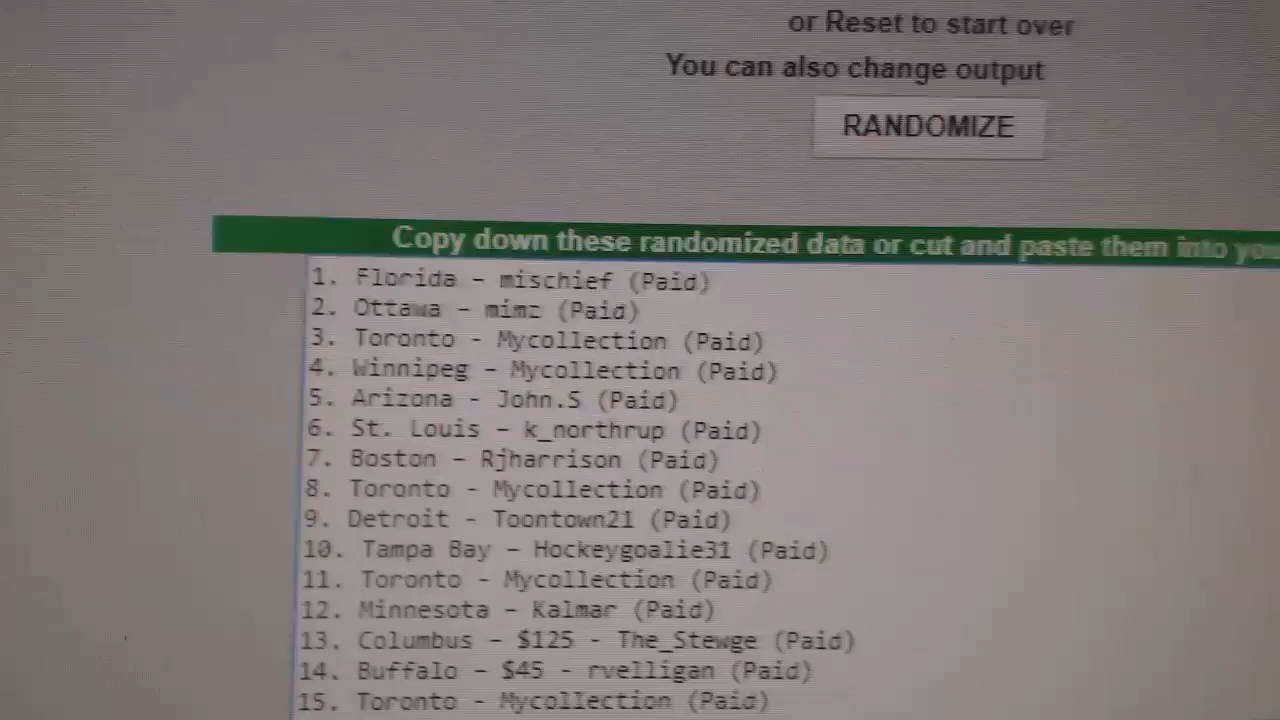 or Reset to start over
You can also change output
RANDOMIZE
Copy down these randomized data or cut and paste them into you
1. Florida - mischief (Paid)
2. Ottawa - mimz (Paid)
3. Toronto - Mycollection (Paid)
4. Winnipeg - Mycollection (Paid)
5. Arizona - John.S (Paid)
6. St. Louis - k_northrup (Paid)
7. Boston - Rjharrison (Paid)
8. Toronto - Mycollection (Paid)
9. Detroit - Toontown21 (Paid)
10. Tampa Bay - Hockeygoalie31 (Paid)
11. Toronto - Mycollection (Paid)
12. Minnesota - Kalmar (Paid)
13. Columbus - $125 - The_Stewge (Paid)
14. Buffalo - $45 - rvelligan (Paid)
15. Toronto - Mycollection (Paid)